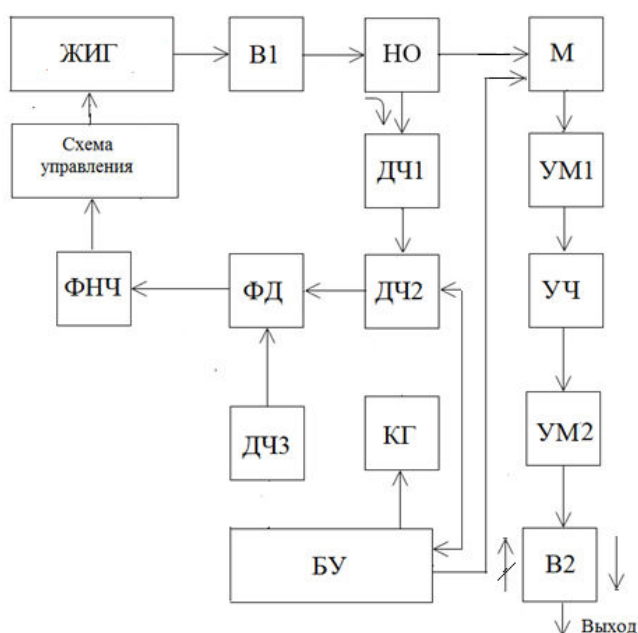 ЖИГ
В1
НО
М
Схема
управления
ДЧ1
УМ1
ФНЧ
ФД
ДЧ2
УЧ
ДЧ3
КГ
УМ2
БУ
В2
Выход